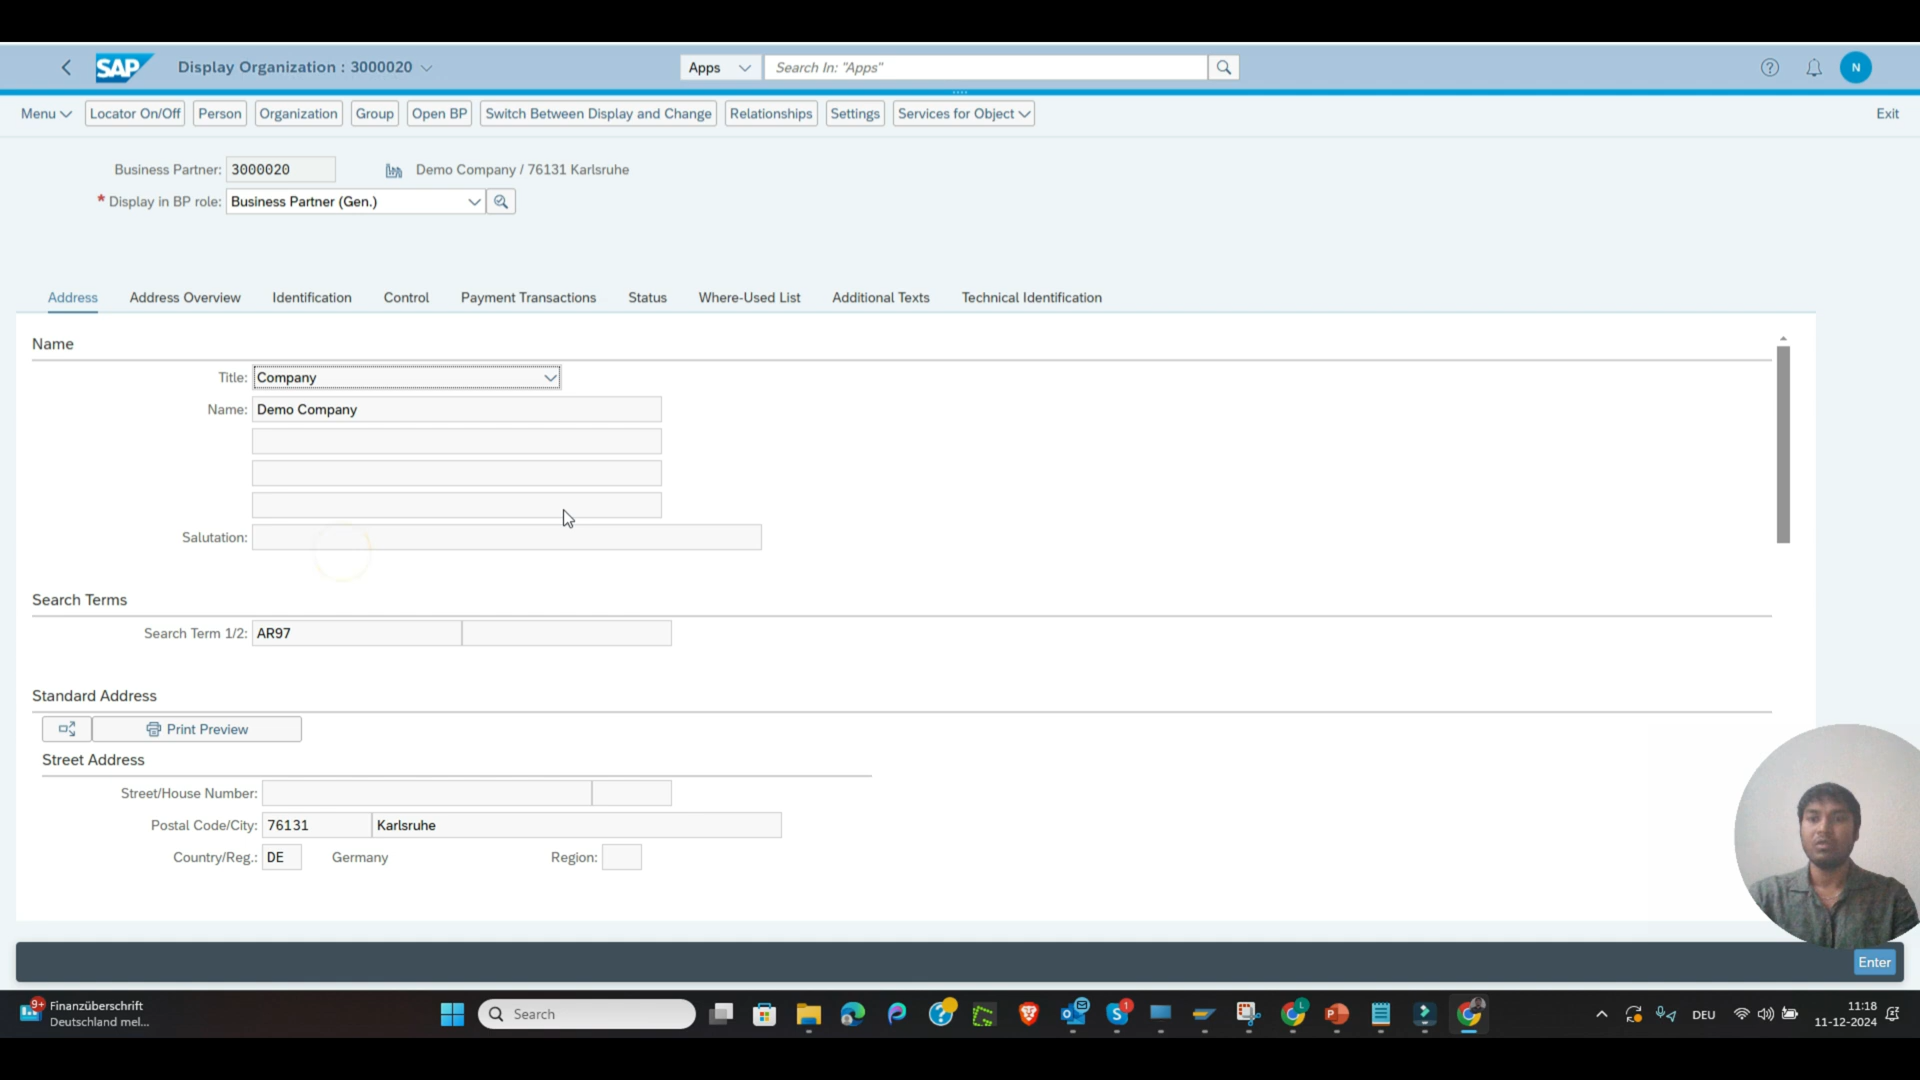 SAP Display Organization : 3000020 Apps Search In: "Apps" N
Menu Locator On/Off Person Organization Group Open BP Switch Between Display and Change Relationships Settings Services for Object Exit
Business Partner: 3000020 Demo Company / 76131 Karlsruhe
* Display in BP role: Business Partner (Gen.)
Address Address Overview Identification Control Payment Transactions Status Where-Used List Additional Texts Technical Identification
Name
Title: Company
Name: Demo Company
Salutation:
Search Terms
Search Term 1/2: AR97
Standard Address
Print Preview
Street Address
Street/House Number:
Postal Code/City: 76131 Karlsruhe
Country/Reg.: DE Germany Region:
Enter
9+ Finanzüberschrift
Deutschland mel...
Search
DEU
11:18
11-12-2024